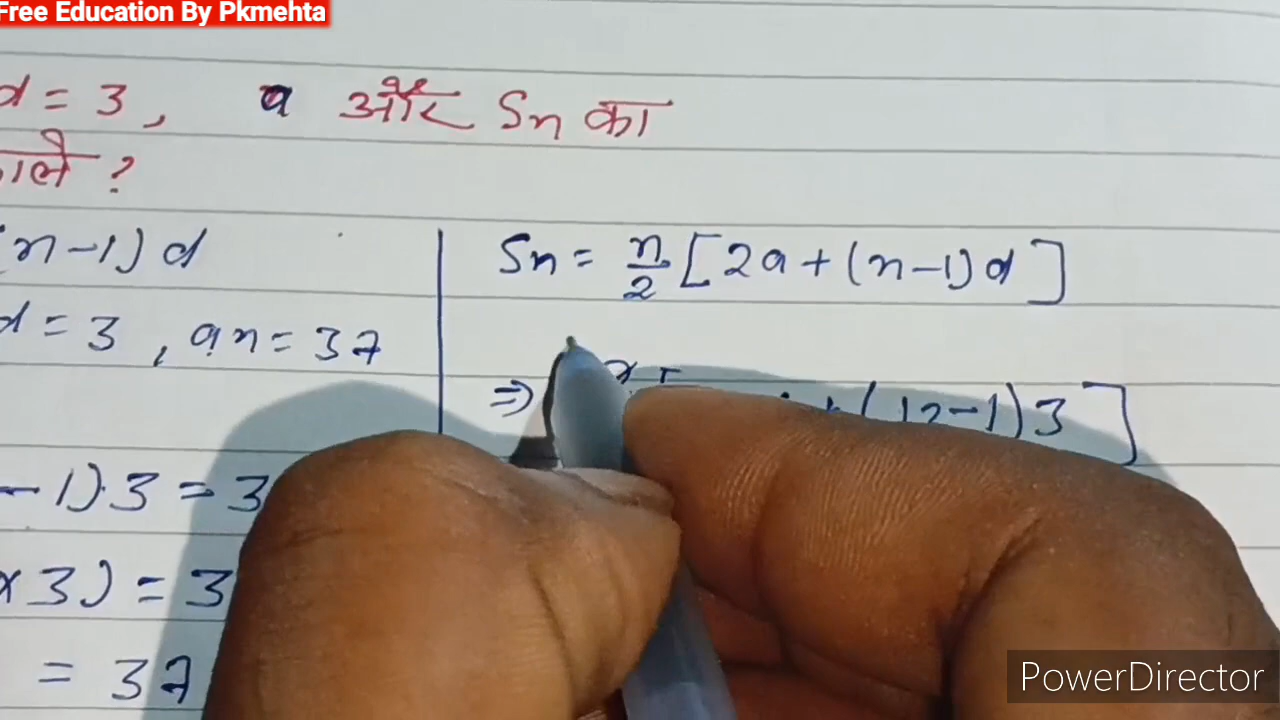 Free Education By Pkmehta
d = 3, a और Sn का
ाले ?
(n-1) d
d = 3 , an = 37
-1) 3 = 3
x 3) = 3
= 37
Sn = n/2 [2a + (n-1)d]
⇒ (12-1) 3 ]
PowerDirector